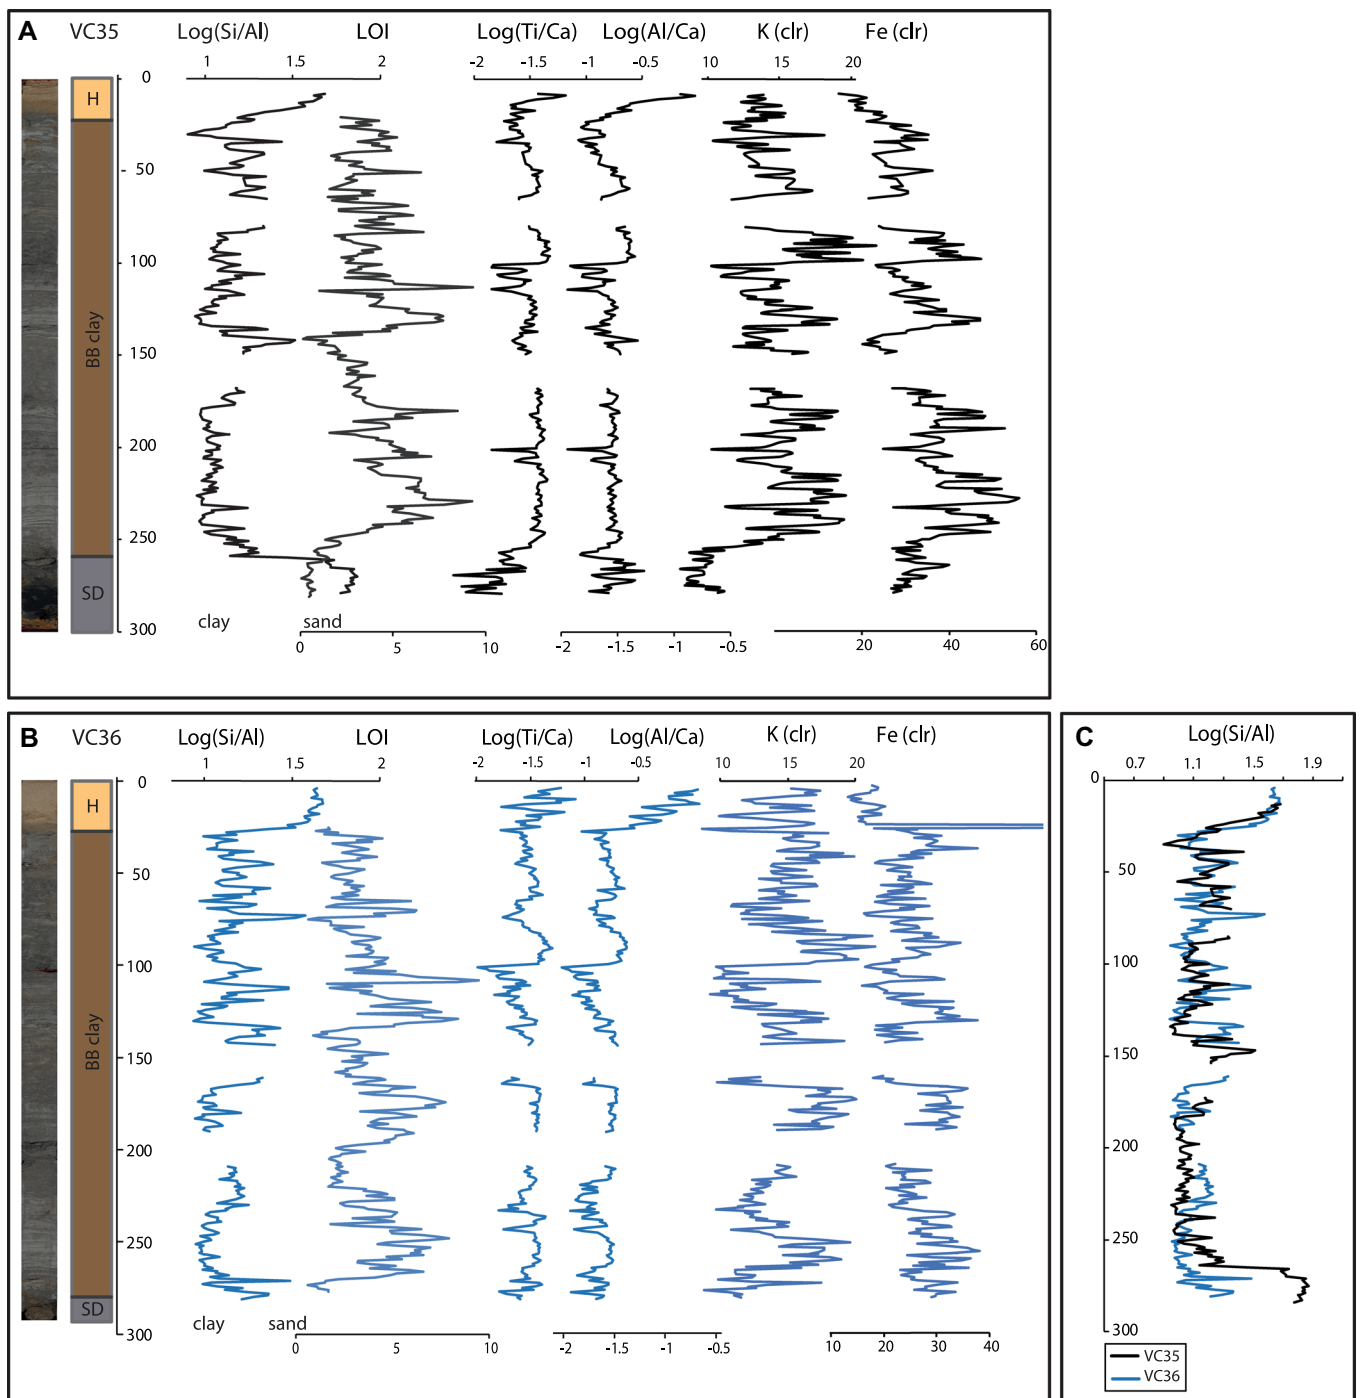 A VC35 Log(Si/Al) LOI Log(Ti/Ca) Log(Al/Ca) K (clr) Fe (clr)
1 1.5 2 -2 -1.5 -1 -0.5 10 15 20
0
H
50
100
BB clay
150
200
250
SD
300
clay sand
0 5 10 -2 -1.5 -1 -0.5 20 40 60
B VC36 Log(Si/Al) LOI Log(Ti/Ca) Log(Al/Ca) K (clr) Fe (clr)
1 1.5 2 -2 -1.5 -1 -0.5 10 15 20
0
H
50
100
BB clay
150
200
250
SD
300
clay sand
0 5 10 -2 -1.5 -1 -0.5 10 20 30 40
C Log(Si/Al)
0.7 1.1 1.5 1.9
0
50
100
150
200
250
300
VC35
VC36